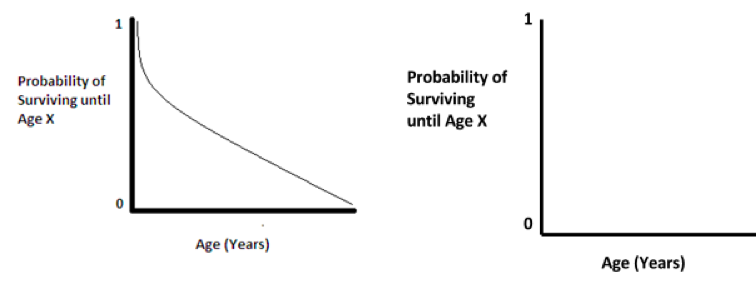 1
Probability of
Surviving until
Age X
0
Age (Years)
1
Probability of
Surviving
until Age X
0
Age (Years)